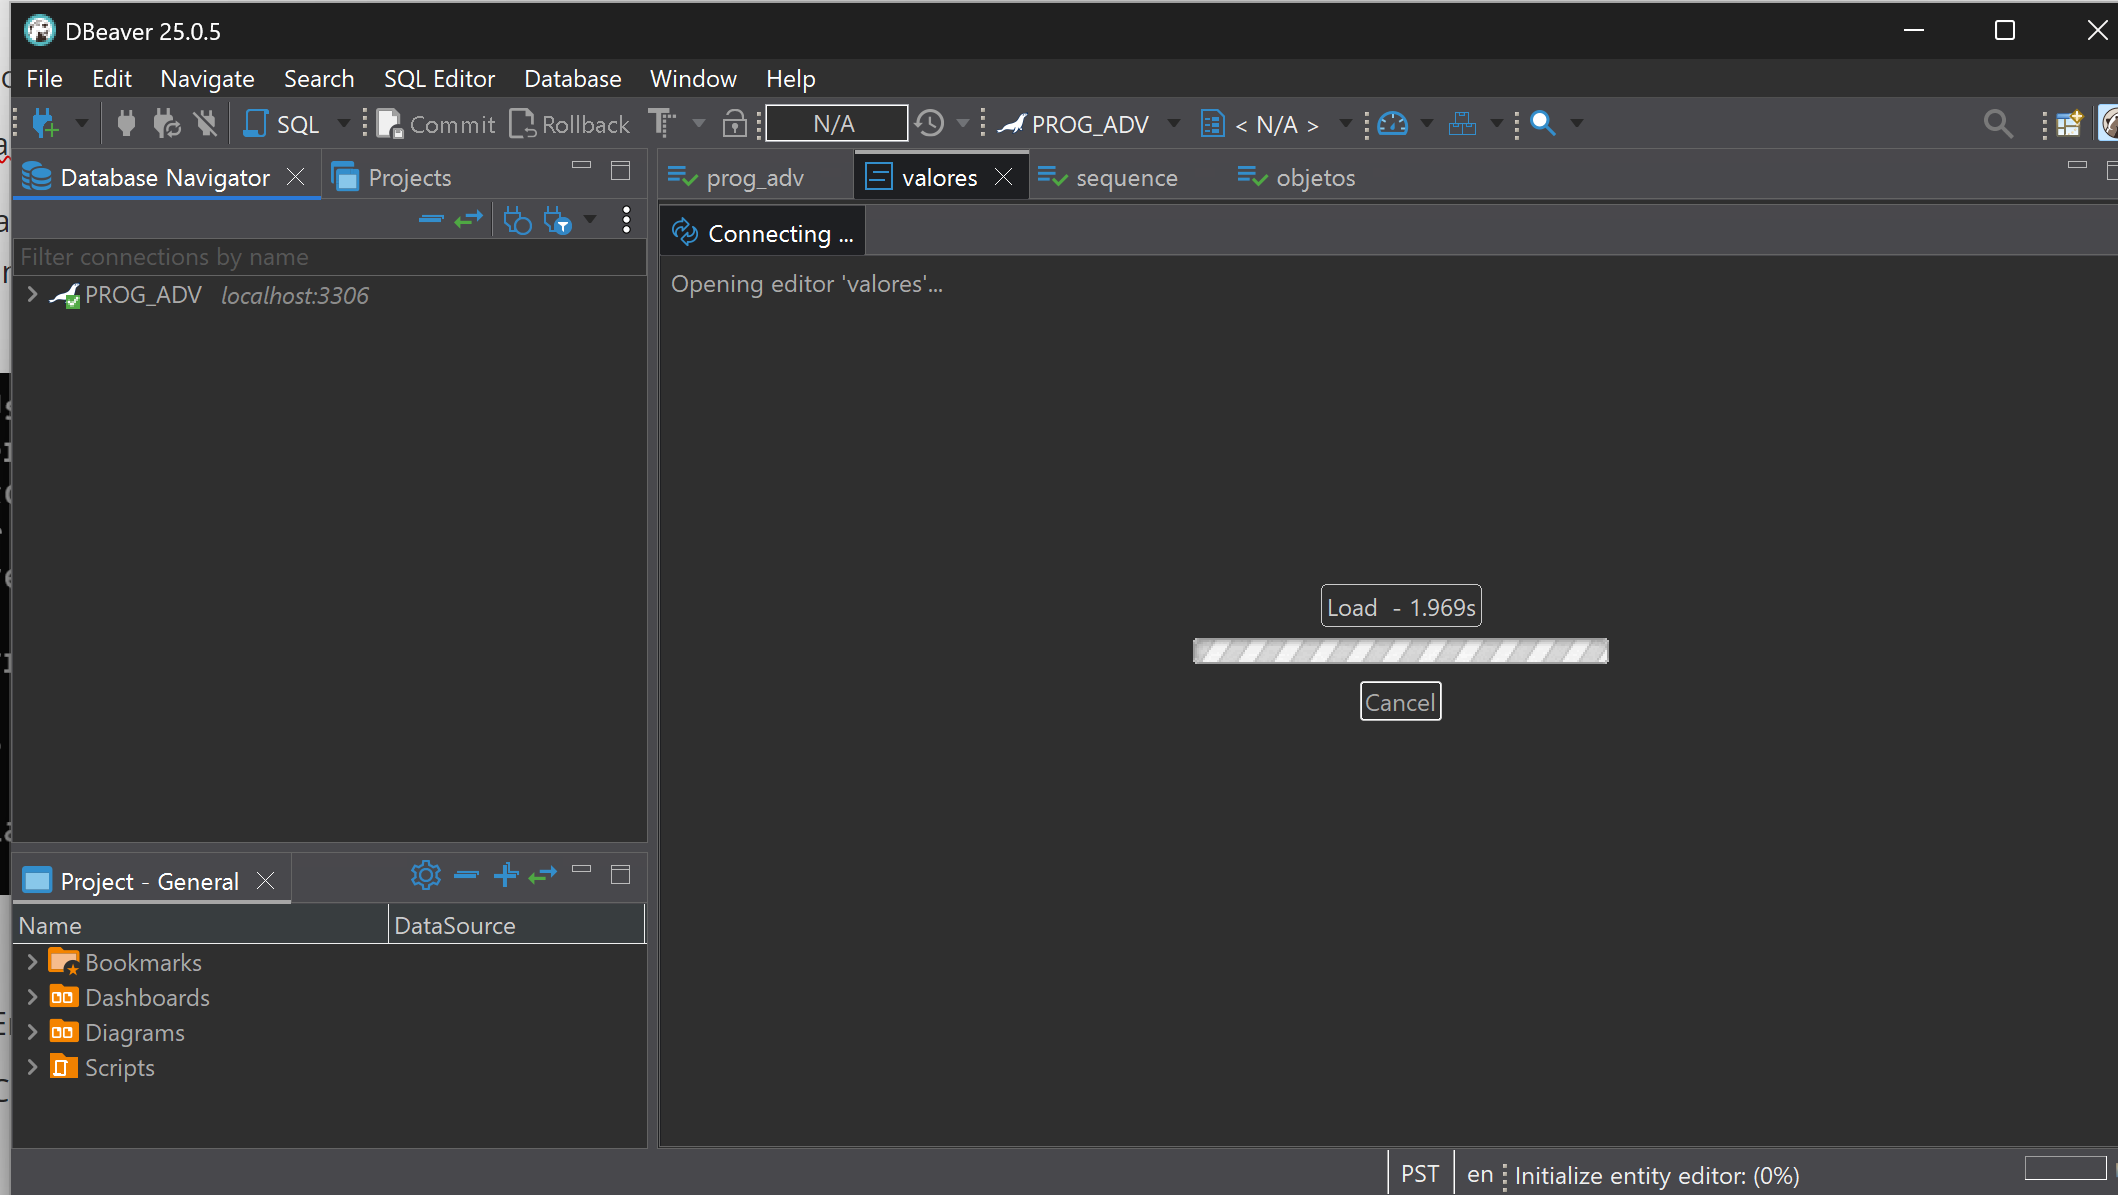 DBeaver 25.0.5
File Edit Navigate Search SQL Editor Database Window Help
SQL Commit Rollback N/A PROG_ADV < N/A >
Database Navigator Projects
prog_adv valores sequence objetos
Connecting ...
Filter connections by name
Opening editor 'valores'...
PROG_ADV localhost:3306
Load - 1.969s
Cancel
Project - General
Name DataSource
Bookmarks
Dashboards
Diagrams
Scripts
PST en Initialize entity editor: (0%)